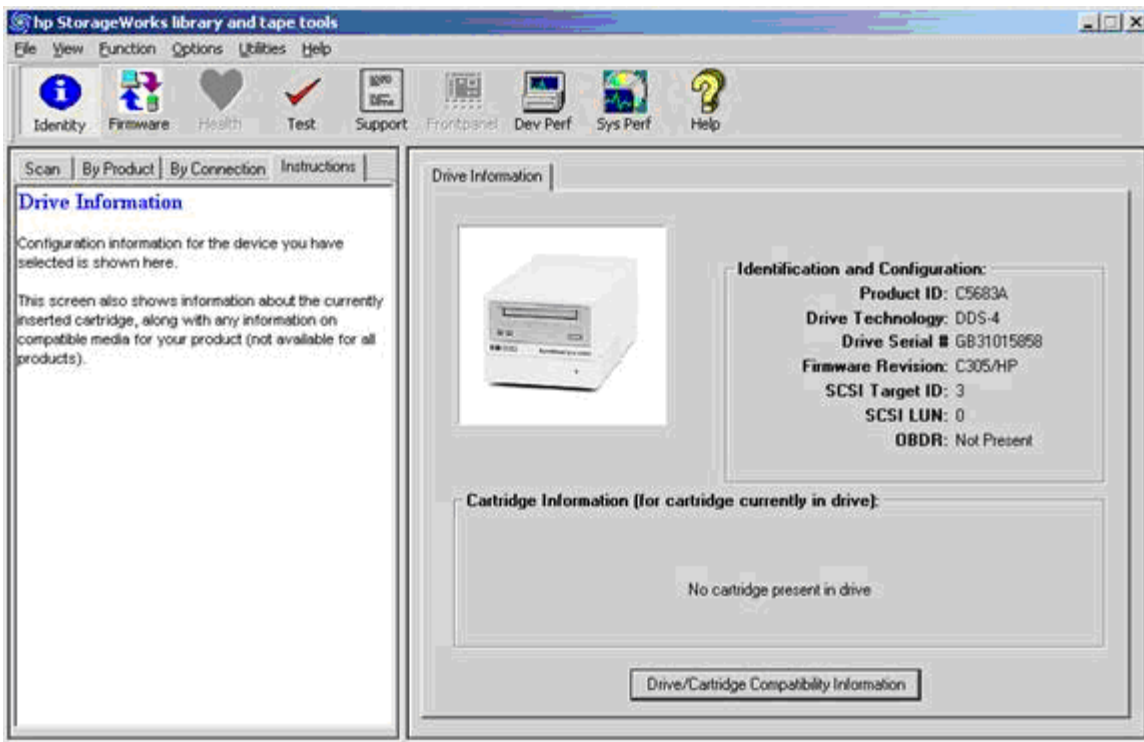 hp StorageWorks library and tape tools
File View Function Options Utilities Help
Identity Firmware Health Test Support Frontpanel Dev Perf Sys Perf Help
Scan By Product By Connection Instructions
Drive Information
Configuration information for the device you have
selected is shown here.
This screen also shows information about the currently
inserted cartridge, along with any information on
compatible media for your product (not available for all
products).
Drive Information
Identification and Configuration:
Product ID: C5683A
Drive Technology: DDS-4
Drive Serial # GB31015858
Firmware Revision: C305/HP
SCSI Target ID: 3
SCSI LUN: 0
OBDR: Not Present
Cartridge Information (for cartridge currently in drive):
No cartridge present in drive
Drive/Cartridge Compatibility Information